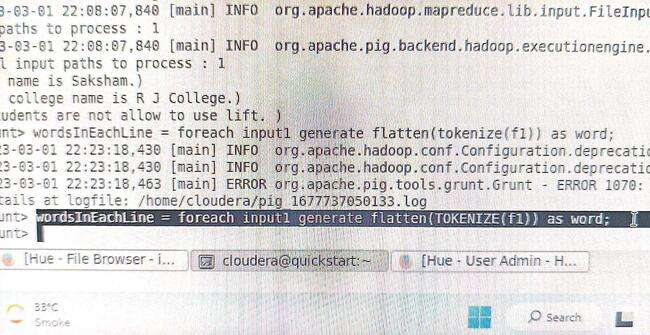 3-03-01 22:08:07,840 [main] INFO org.apache.hadoop.mapreduce.lib.input.FileInpu
paths to process : 1
3-03-01 22:08:07,840 [main] INFO org.apache.pig.backend.hadoop.executionengine.
l input paths to process : 1
name is Saksham.)
college name is R J College.)
tudents are not allow to use lift. )
unt> wordsInEachLine = foreach input1 generate flatten(tokenize(f1)) as word;
23-03-01 22:23:18,430 [main] INFO org.apache.hadoop.conf.Configuration.deprecatio
23-03-01 22:23:18,430 [main] INFO org.apache.hadoop.conf.Configuration.deprecatio
23-03-01 22:23:18,463 [main] ERROR org.apache.pig.tools.grunt.Grunt - ERROR 1070:
tails at logfile: /home/cloudera/pig_1677737050133.log
unt> wordsInEachLine = foreach input1 generate flatten(TOKENIZE(f1)) as word;
unt>
[Hue - File Browser - i... cloudera@quickstart:~ [Hue - User Admin - H...
33°C
Smoke
Search